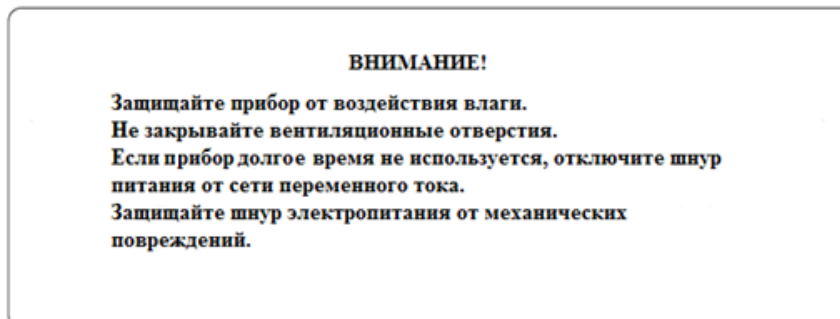 ВНИМАНИЕ!
Защищайте прибор от воздействия влаги.
Не закрывайте вентиляционные отверстия.
Если прибор долгое время не используется, отключите шнур
питания от сети переменного тока.
Защищайте шнур электропитания от механических
повреждений.